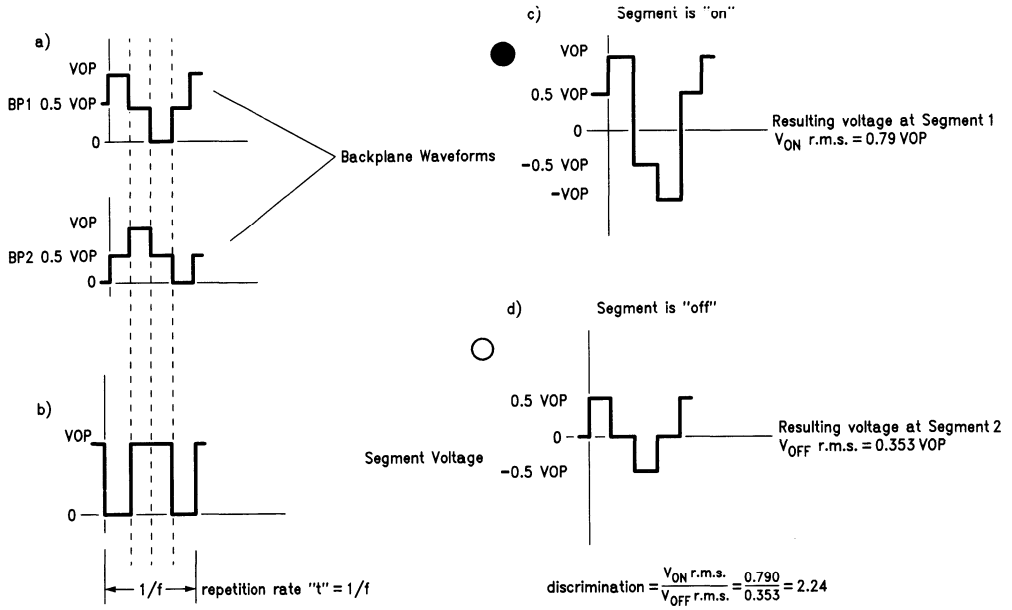 a)
VOP
BP1 0.5 VOP
0
Backplane Waveforms
VOP
BP2 0.5 VOP
0
b)
VOP
0
1/f
repetition rate "t" = 1/f
Segment Voltage
c)
Segment is "on"
VOP
0.5 VOP
0
-0.5 VOP
-VOP
Resulting voltage at Segment 1
VON r.m.s. = 0.79 VOP
d)
Segment is "off"
0.5 VOP
0
-0.5 VOP
Resulting voltage at Segment 2
VOFF r.m.s. = 0.353 VOP
discrimination = VON r.m.s. / VOFF r.m.s. = 0.790 / 0.353 = 2.24